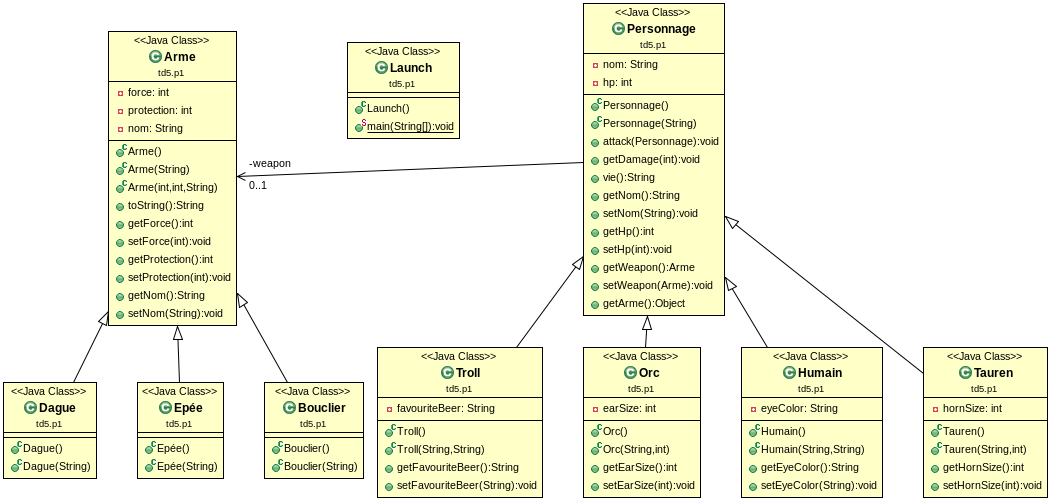 <<Java Class>>
Arme
td5.p1
force: int
protection: int
nom: String
Arme()
Arme(String)
Arme(int,int,String)
toString():String
getForce():int
setForce(int):void
getProtection():int
setProtection(int):void
getNom():String
setNom(String):void
<<Java Class>>
Launch
td5.p1
Launch()
main(String[]):void
<<Java Class>>
Personnage
td5.p1
nom: String
hp: int
Personnage()
Personnage(String)
attack(Personnage):void
getDamage(int):void
vie():String
getNom():String
setNom(String):void
getHp():int
setHp(int):void
getWeapon():Arme
setWeapon(Arme):void
getArme():Object
-weapon
0..1
<<Java Class>>
Dague
td5.p1
Dague()
Dague(String)
<<Java Class>>
Epée
td5.p1
Epée()
Epée(String)
<<Java Class>>
Bouclier
td5.p1
Bouclier()
Bouclier(String)
<<Java Class>>
Troll
td5.p1
favouriteBeer: String
Troll()
Troll(String,String)
getFavouriteBeer():String
setFavouriteBeer(String):void
<<Java Class>>
Orc
td5.p1
earSize: int
Orc()
Orc(String,int)
getEarSize():int
setEarSize(int):void
<<Java Class>>
Humain
td5.p1
eyeColor: String
Humain()
Humain(String,String)
getEyeColor():String
setEyeColor(String):void
<<Java Class>>
Tauren
td5.p1
hornSize: int
Tauren()
Tauren(String,int)
getHornSize():int
setHornSize(int):void